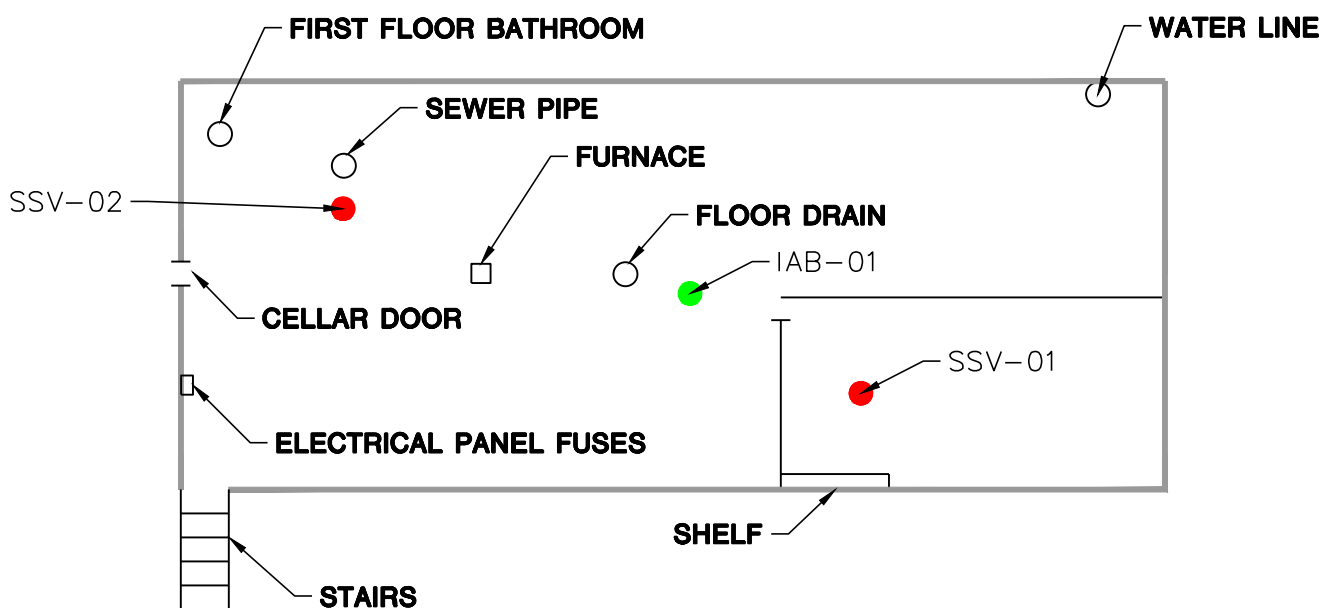 FIRST FLOOR BATHROOM
WATER LINE
SEWER PIPE
FURNACE
SSV-02
FLOOR DRAIN
IAB-01
CELLAR DOOR
SSV-01
ELECTRICAL PANEL FUSES
SHELF
STAIRS